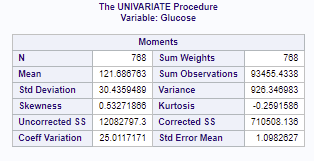 The UNIVARIATE Procedure
Variable: Glucose
Moments
N 768 Sum Weights 768
Mean 121.686763 Sum Observations 93455.4338
Std Deviation 30.4359489 Variance 926.346983
Skewness 0.53271866 Kurtosis -0.2591586
Uncorrected SS 12082797.3 Corrected SS 710508.136
Coeff Variation 25.0117171 Std Error Mean 1.0982627